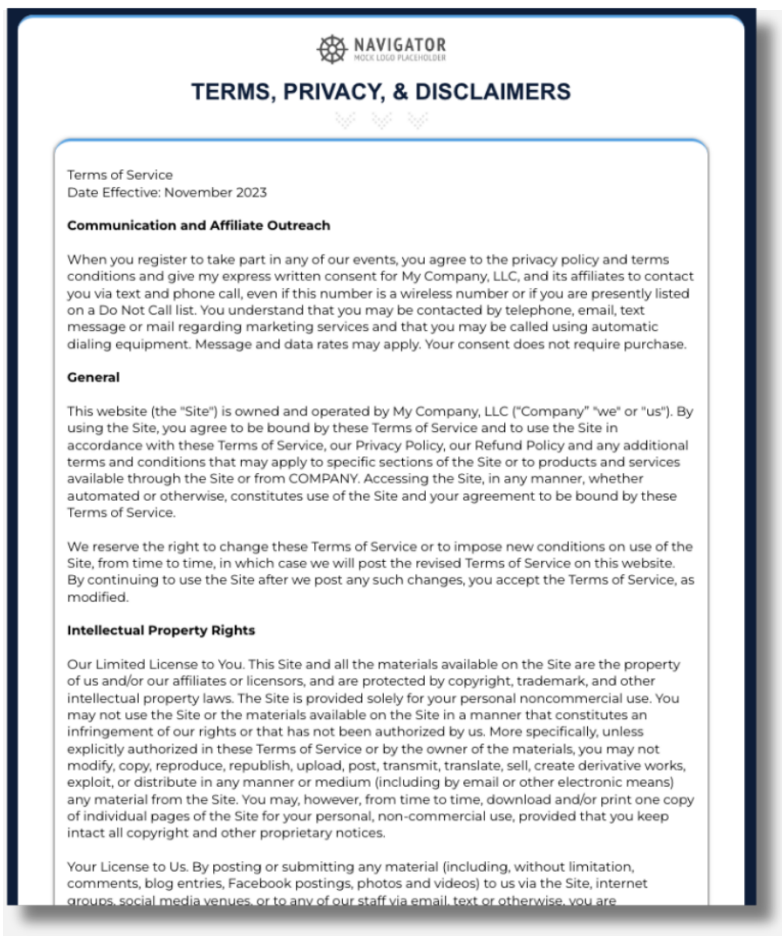 NAVIGATOR
MOCK LOGO PLACEHOLDER
TERMS, PRIVACY, & DISCLAIMERS
Terms of Service
Date Effective: November 2023
Communication and Affiliate Outreach
When you register to take part in any of our events, you agree to the privacy policy and terms
conditions and give my express written consent for My Company, LLC, and its affiliates to contact
you via text and phone call, even if this number is a wireless number or if you are presently listed
on a Do Not Call list. You understand that you may be contacted by telephone, email, text
message or mail regarding marketing services and that you may be called using automatic
dialing equipment. Message and data rates may apply. Your consent does not require purchase.
General
This website (the "Site") is owned and operated by My Company, LLC ("Company” "we" or "us"). By
using the Site, you agree to be bound by these Terms of Service and to use the Site in
accordance with these Terms of Service, our Privacy Policy, our Refund Policy and any additional
terms and conditions that may apply to specific sections of the Site or to products and services
available through the Site or from COMPANY. Accessing the Site, in any manner, whether
automated or otherwise, constitutes use of the Site and your agreement to be bound by these
Terms of Service.
We reserve the right to change these Terms of Service or to impose new conditions on use of the
Site, from time to time, in which case we will post the revised Terms of Service on this website.
By continuing to use the Site after we post any such changes, you accept the Terms of Service, as
modified.
Intellectual Property Rights
Our Limited License to You. This Site and all the materials available on the Site are the property
of us and/or our affiliates or licensors, and are protected by copyright, trademark, and other
intellectual property laws. The Site is provided solely for your personal noncommercial use. You
may not use the Site or the materials available on the Site in a manner that constitutes an
infringement of our rights or that has not been authorized by us. More specifically, unless
explicitly authorized in these Terms of Service or by the owner of the materials, you may not
modify, copy, reproduce, republish, upload, post, transmit, translate, sell, create derivative works,
exploit, or distribute in any manner or medium (including by email or other electronic means)
any material from the Site. You may, however, from time to time, download and/or print one copy
of individual pages of the Site for your personal, non-commercial use, provided that you keep
intact all copyright and other proprietary notices.
Your License to Us. By posting or submitting any material (including, without limitation,
comments, blog entries, Facebook postings, photos and videos) to us via the Site, internet
groups, social media venues, or to any of our staff via email, text or otherwise, you are